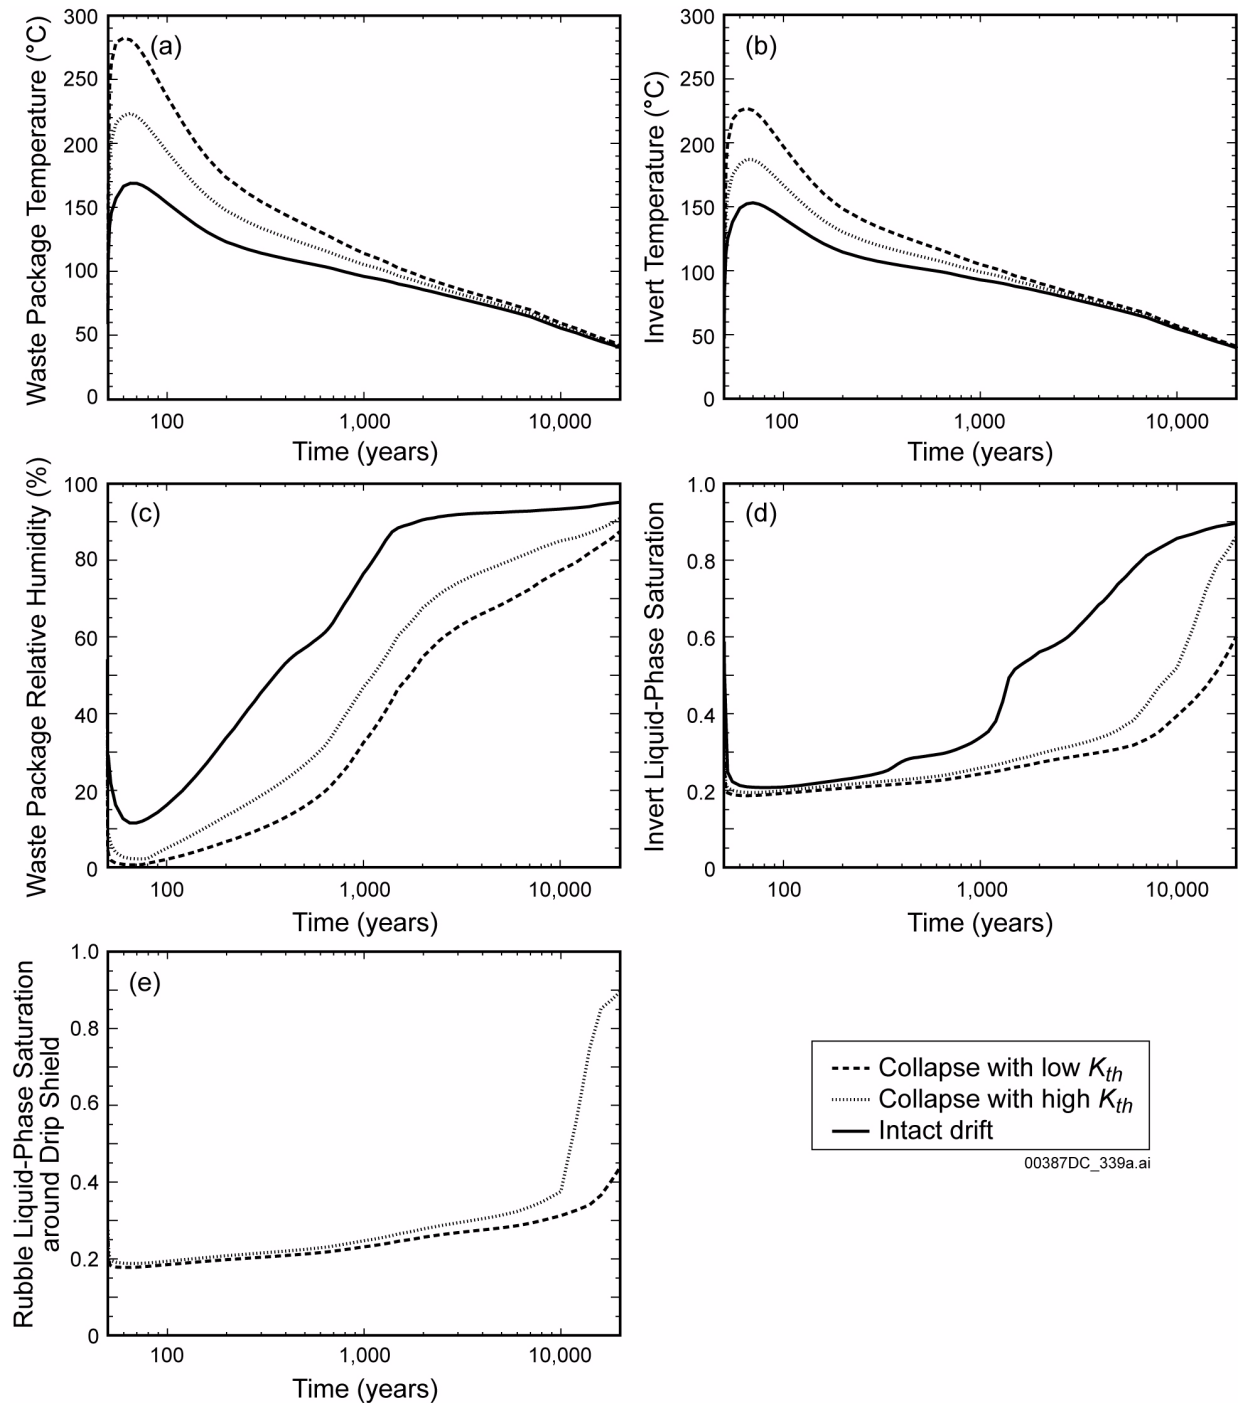 (a)
Waste Package Temperature (°C)
300
250
200
150
100
50
0
100 1,000 10,000
Time (years)
(b)
Invert Temperature (°C)
300
250
200
150
100
50
0
100 1,000 10,000
Time (years)
(c)
Waste Package Relative Humidity (%)
100
80
60
40
20
0
100 1,000 10,000
Time (years)
(d)
Invert Liquid-Phase Saturation
1.0
0.8
0.6
0.4
0.2
0
100 1,000 10,000
Time (years)
(e)
Rubble Liquid-Phase Saturation
around Drip Shield
1.0
0.8
0.6
0.4
0.2
0
100 1,000 10,000
Time (years)
Collapse with low Kth
Collapse with high Kth
Intact drift
00387DC_339a.ai